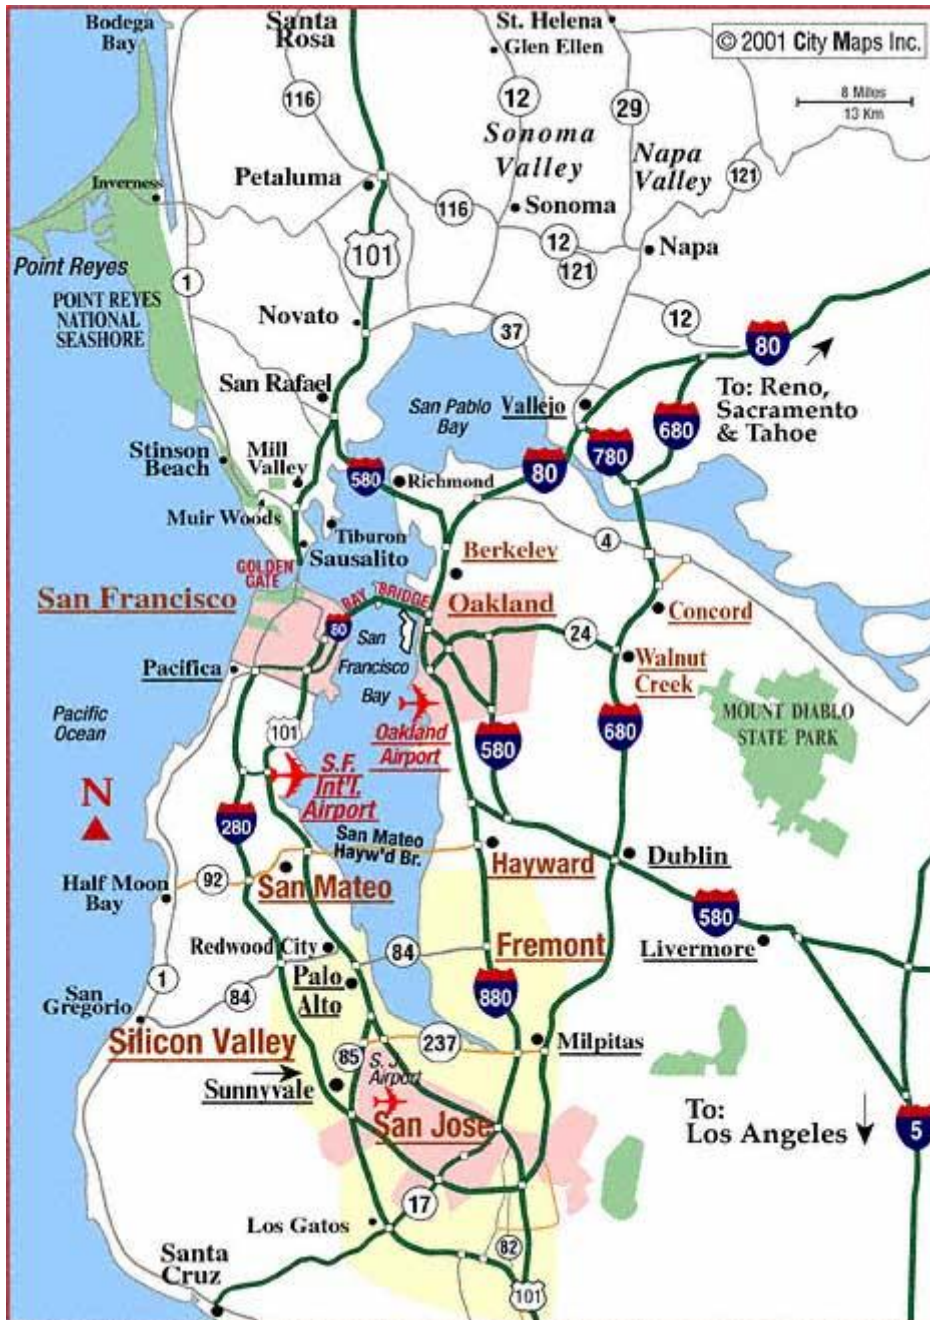 Bodega
Bay
Santa
Rosa
St. Helena
Glen Ellen
© 2001 City Maps Inc.
8 Miles
13 Km
116
12
29
Sonoma
Valley
Napa
Valley
121
Inverness
Petaluma
116
Sonoma
12
121
Napa
101
Point Reyes
1
POINT REYES
NATIONAL
SEASHORE
Novato
37
12
80
To: Reno,
Sacramento
& Tahoe
San Rafael
San Pablo
Bay
Vallejo
680
780
80
Stinson
Beach
Mill
Valley
580
Richmond
Muir Woods
Tiburon
Sausalito
4
Berkelev
GOLDEN
GATE
San Francisco
BAY BRIDGE
Oakland
Concord
80
San
Francisco
Bay
24
Walnut
Creek
Pacifica
Pacific
Ocean
101
Oakland
Airport
580
680
MOUNT DIABLO
STATE PARK
S.F.
Int'l.
Airport
N
280
San Mateo
Hayw'd Br.
Hayward
Dublin
92
San Mateo
Half Moon
Bay
580
Livermore
Redwood City
84
Fremont
Palo
Alto
1
84
880
San
Gregorio
Silicon Valley
237
Milpitas
85
S. J.
Airport
Sunnyvale
San Jose
To:
Los Angeles
5
17
Los Gatos
82
Santa
Cruz
101